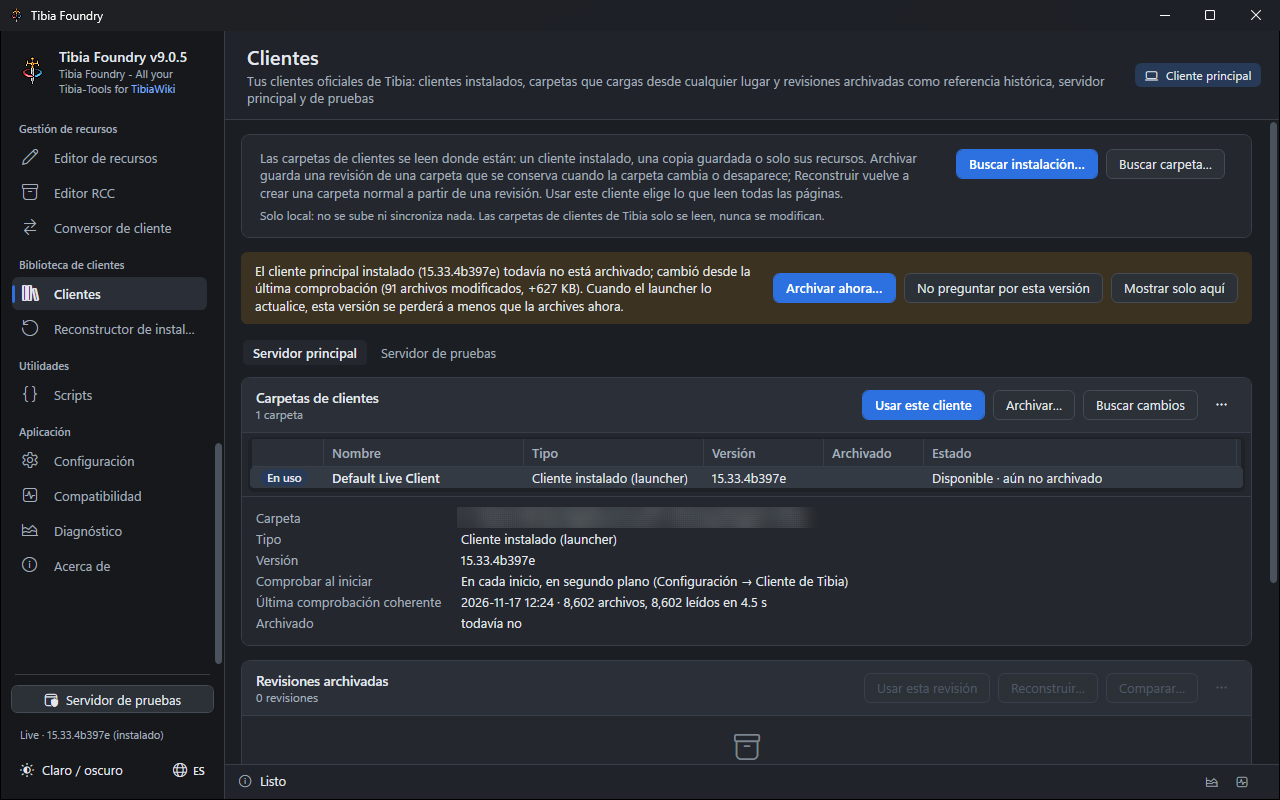 Tibia Foundry
Tibia Foundry v9.0.5
Tibia Foundry - All your
Tibia-Tools for TibiaWiki
Gestión de recursos
Editor de recursos
Editor RCC
Conversor de cliente
Biblioteca de clientes
Clientes
Reconstructor de instal...
Utilidades
Scripts
Aplicación
Configuración
Compatibilidad
Diagnóstico
Acerca de
Servidor de pruebas
Live · 15.33.4b397e (instalado)
Claro / oscuro
ES
Clientes
Tus clientes oficiales de Tibia: clientes instalados, carpetas que cargas desde cualquier lugar y revisiones archivadas como referencia histórica, servidor
principal y de pruebas
Cliente principal
Las carpetas de clientes se leen donde están: un cliente instalado, una copia guardada o solo sus recursos. Archivar
guarda una revisión de una carpeta que se conserva cuando la carpeta cambia o desaparece; Reconstruir vuelve a
crear una carpeta normal a partir de una revisión. Usar este cliente elige lo que leen todas las páginas.
Solo local: no se sube ni sincroniza nada. Las carpetas de clientes de Tibia solo se leen, nunca se modifican.
Buscar instalación...
Buscar carpeta...
El cliente principal instalado (15.33.4b397e) todavía no está archivado; cambió desde la
última comprobación (91 archivos modificados, +627 KB). Cuando el launcher lo
actualice, esta versión se perderá a menos que la archives ahora.
Archivar ahora...
No preguntar por esta versión
Mostrar solo aquí
Servidor principal
Servidor de pruebas
Carpetas de clientes
1 carpeta
Usar este cliente
Archivar...
Buscar cambios
···
Nombre
Tipo
Versión
Archivado
Estado
En uso
Default Live Client
Cliente instalado (launcher)
15.33.4b397e
Disponible · aún no archivado
Carpeta
Tipo
Cliente instalado (launcher)
Versión
15.33.4b397e
Comprobar al iniciar
En cada inicio, en segundo plano (Configuración → Cliente de Tibia)
Última comprobación coherente
2026-11-17 12:24 · 8,602 archivos, 8,602 leídos en 4.5 s
Archivado
todavía no
Revisiones archivadas
0 revisiones
Usar esta revisión
Reconstruir...
Comparar...
···
Listo